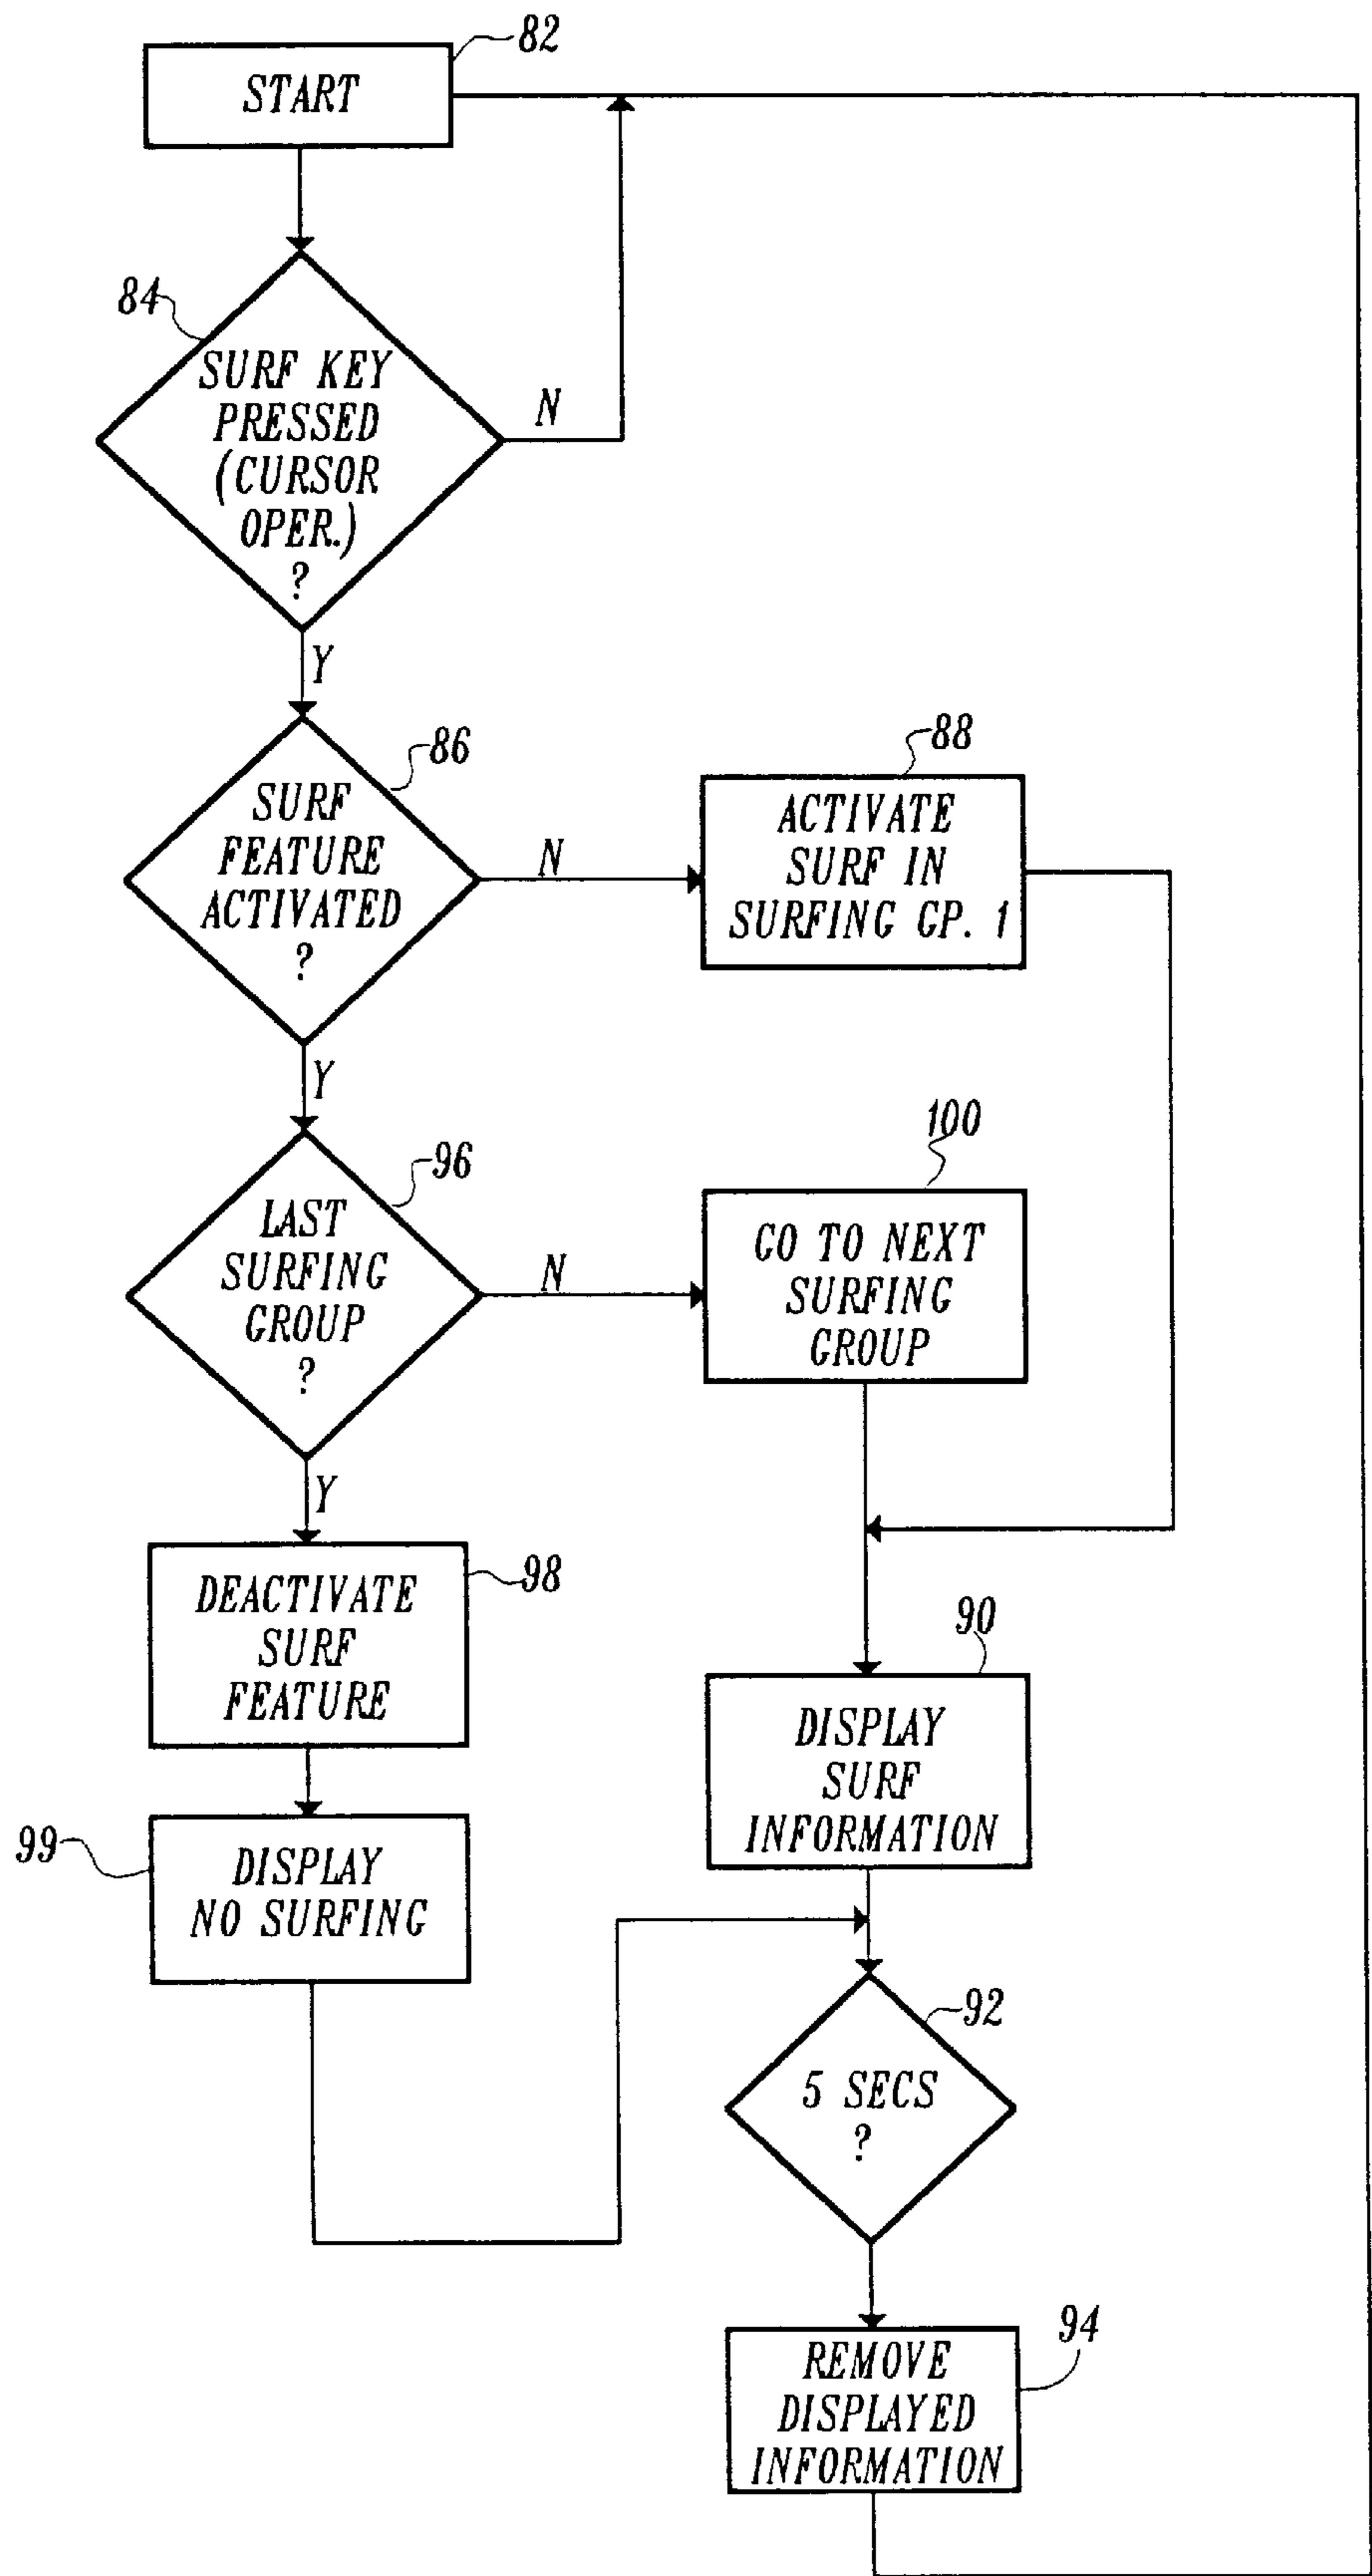 82
START
84
SURF KEY
PRESSED
(CURSOR
OPER.)
?
N
Y
86
SURF
FEATURE
ACTIVATED
?
N
88
ACTIVATE
SURF IN
SURFING GP. 1
Y
96
LAST
SURFING
GROUP
?
N
100
GO TO NEXT
SURFING
GROUP
Y
98
DEACTIVATE
SURF
FEATURE
90
DISPLAY
SURF
INFORMATION
99
DISPLAY
NO SURFING
92
5 SECS
?
94
REMOVE
DISPLAYED
INFORMATION